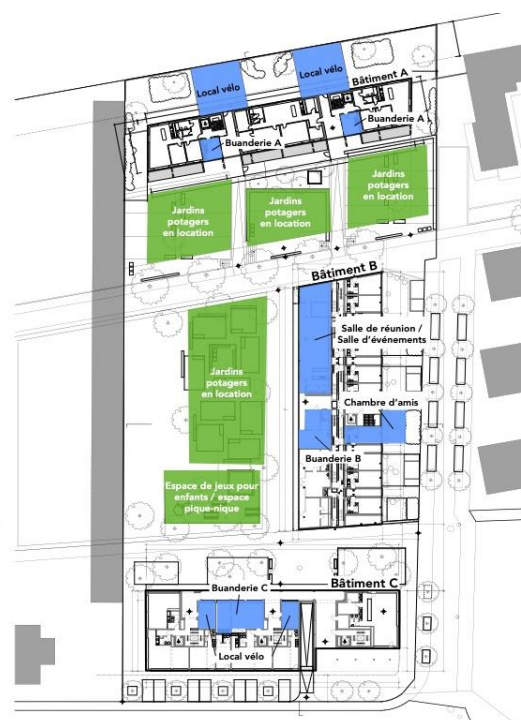 Local vélo
Local vélo
Bâtiment A
Buanderie A
Buanderie A
Jardins
potagers
en location
Jardins
potagers
en location
Jardins
potagers
en location
Bâtiment B
Salle de réunion /
Salle d'événements
Jardins
potagers
en location
Chambre d'amis
Buanderie B
Espace de jeux pour
enfants / espace
pique-nique
Bâtiment C
Buanderie C
Local vélo